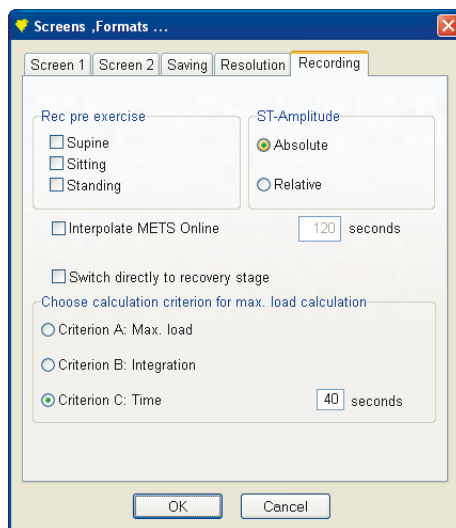 Screens ,Formats ...
Screen 1 Screen 2 Saving Resolution Recording
Rec pre exercise
Supine
Sitting
Standing
ST-Amplitude
Absolute
Relative
Interpolate METS Online 120 seconds
Switch directly to recovery stage
Choose calculation criterion for max. load calculation
Criterion A: Max. load
Criterion B: Integration
Criterion C: Time 40 seconds
OK Cancel